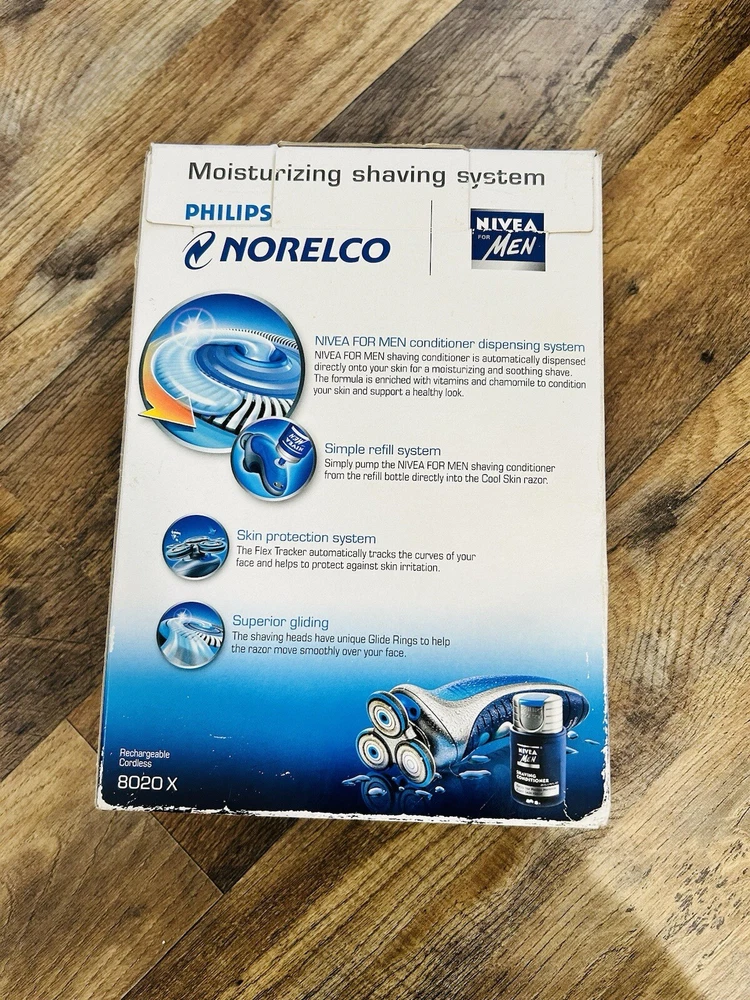 Moisturizing shaving system
PHILIPS
NORELCO
NIVEA
FOR
MEN
NIVEA FOR MEN conditioner dispensing system
NIVEA FOR MEN shaving conditioner is automatically dispensed
directly onto your skin for a moisturizing and soothing shave.
The formula is enriched with vitamins and chamomile to condition
your skin and support a healthy look.
NIVEA
MEN
Simple refill system
Simply pump the NIVEA FOR MEN shaving conditioner
from the refill bottle directly into the Cool Skin razor.
Skin protection system
The Flex Tracker automatically tracks the curves of your
face and helps to protect against skin irritation.
Superior gliding
The shaving heads have unique Glide Rings to help
the razor move smoothly over your face.
NIVEA
MEN
SHAVING
CONDITIONER
Rechargeable
Cordless
8020 X